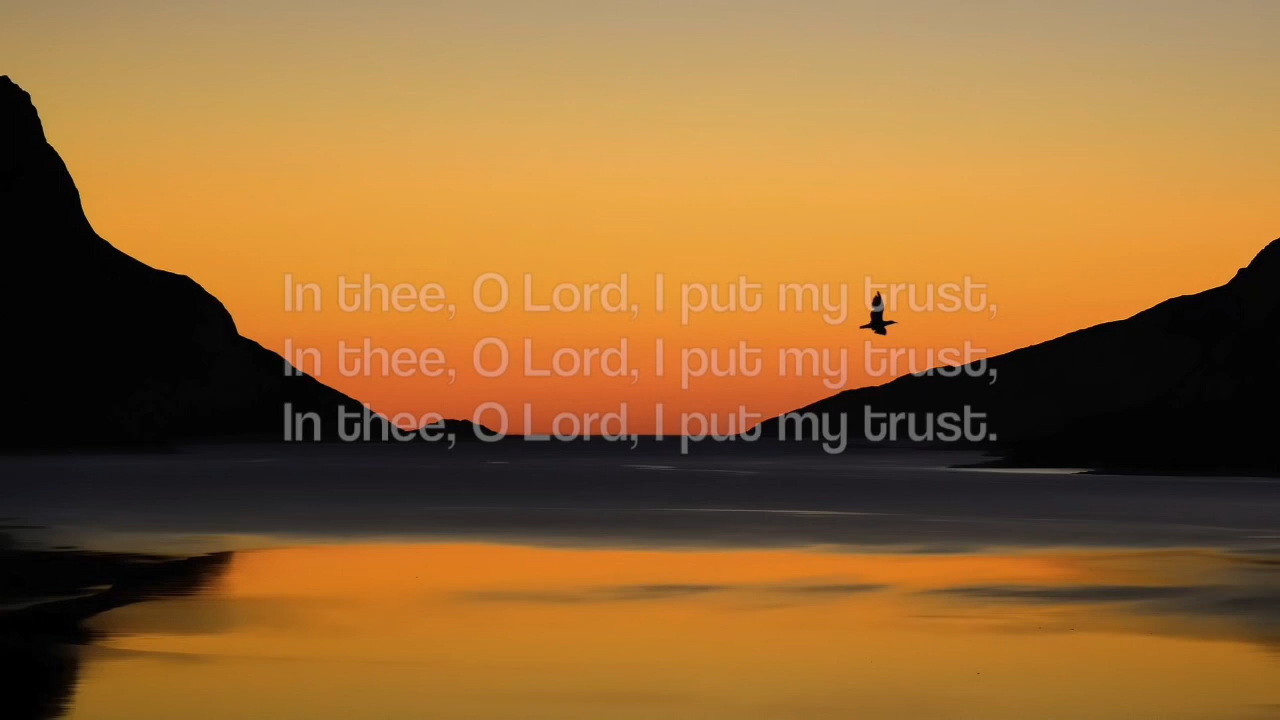 In thee, O Lord, I put my trust,
In thee, O Lord, I put my trust,
In thee, O Lord, I put my trust.